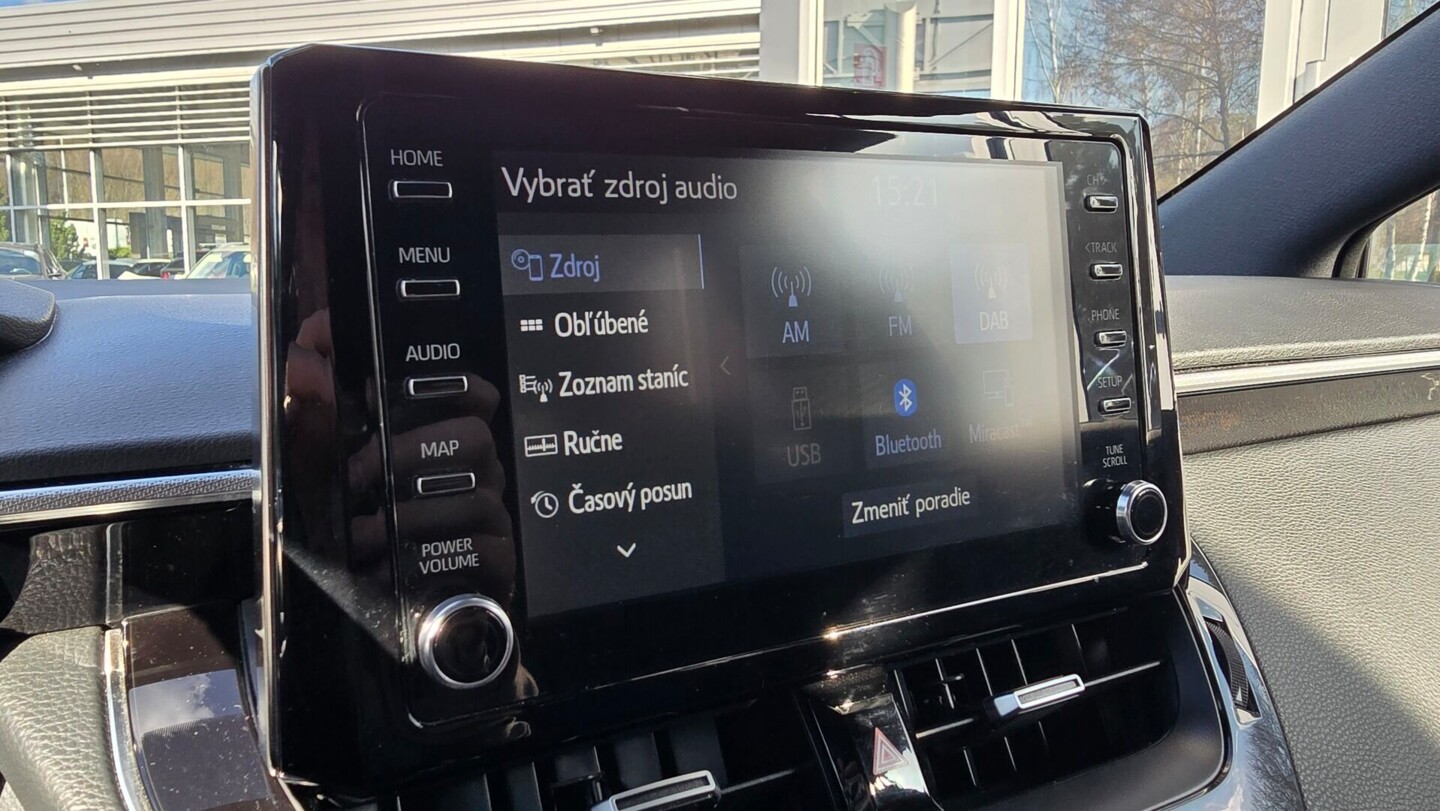 HOME
MENU
AUDIO
MAP
POWER
VOLUME
Vybrať zdroj audio
15:21
Zdroj
Obľúbené
Zoznam staníc
Ručne
Časový posun
AM
FM
DAB
USB
Bluetooth
Miracast
Zmeniť poradie
CH>
<TRACK
PHONE
SETUP
TUNE
SCROLL